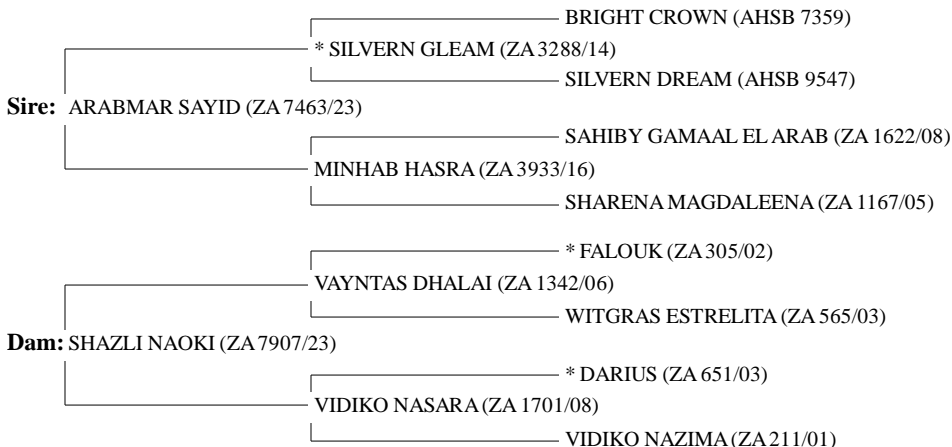 BRIGHT CROWN (AHSB 7359)
* SILVERN GLEAM (ZA 3288/14)
SILVERN DREAM (AHSB 9547)
Sire: ARABMAR SAYID (ZA 7463/23)
SAHIBY GAMAAL EL ARAB (ZA 1622/08)
MINHAB HASRA (ZA 3933/16)
SHARENA MAGDALEENA (ZA 1167/05)
* FALOUK (ZA 305/02)
VAYNTAS DHALAI (ZA 1342/06)
WITGRAS ESTRELITA (ZA 565/03)
Dam: SHAZLI NAOKI (ZA 7907/23)
* DARIUS (ZA 651/03)
VIDIKO NASARA (ZA 1701/08)
VIDIKO NAZIMA (ZA 211/01)